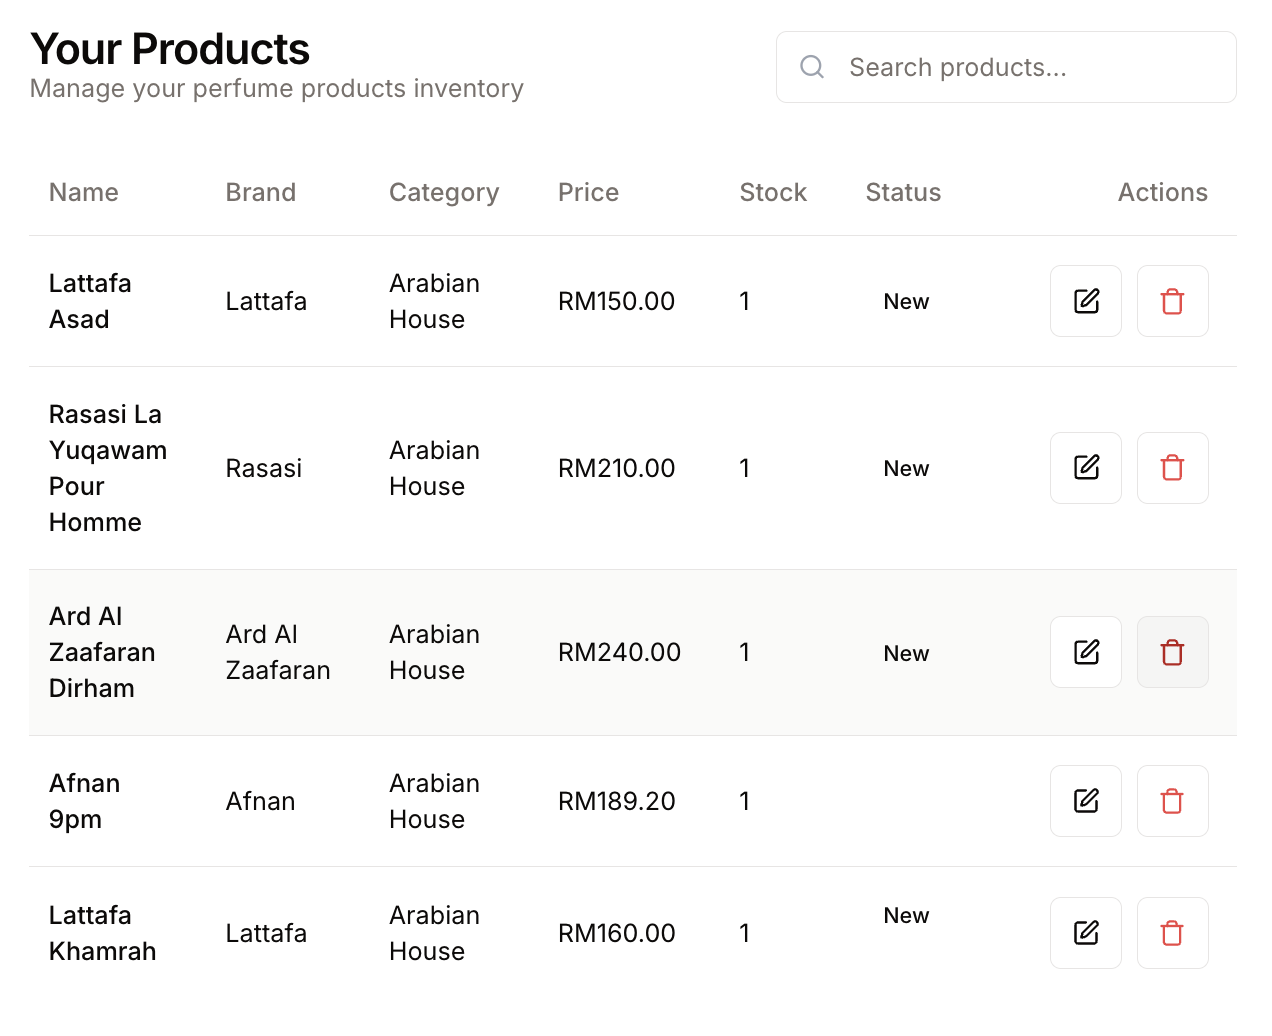 Your Products
Manage your perfume products inventory
Search products...
Name Brand Category Price Stock Status Actions
Lattafa
Asad
Lattafa
Arabian
House
RM150.00
1
New
Rasasi La
Yuqawam
Pour
Homme
Rasasi
Arabian
House
RM210.00
1
New
Ard Al
Zaafaran
Dirham
Ard Al
Zaafaran
Arabian
House
RM240.00
1
New
Afnan
9pm
Afnan
Arabian
House
RM189.20
1
Lattafa
Khamrah
Lattafa
Arabian
House
RM160.00
1
New